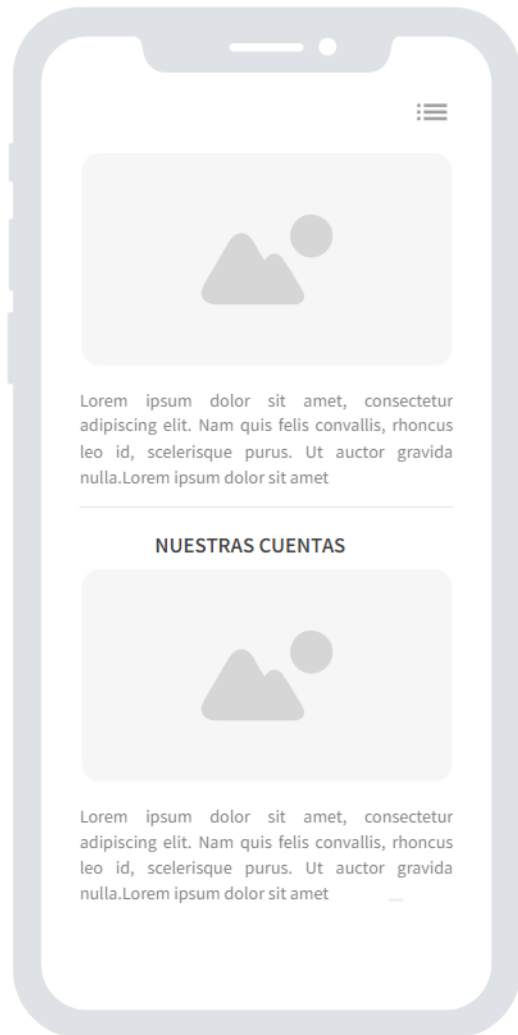 Lorem ipsum dolor sit amet, consectetur
adipiscing elit. Nam quis felis convallis, rhoncus
leo id, scelerisque purus. Ut auctor gravida
nulla.Lorem ipsum dolor sit amet
NUESTRAS CUENTAS
Lorem ipsum dolor sit amet, consectetur
adipiscing elit. Nam quis felis convallis, rhoncus
leo id, scelerisque purus. Ut auctor gravida
nulla.Lorem ipsum dolor sit amet